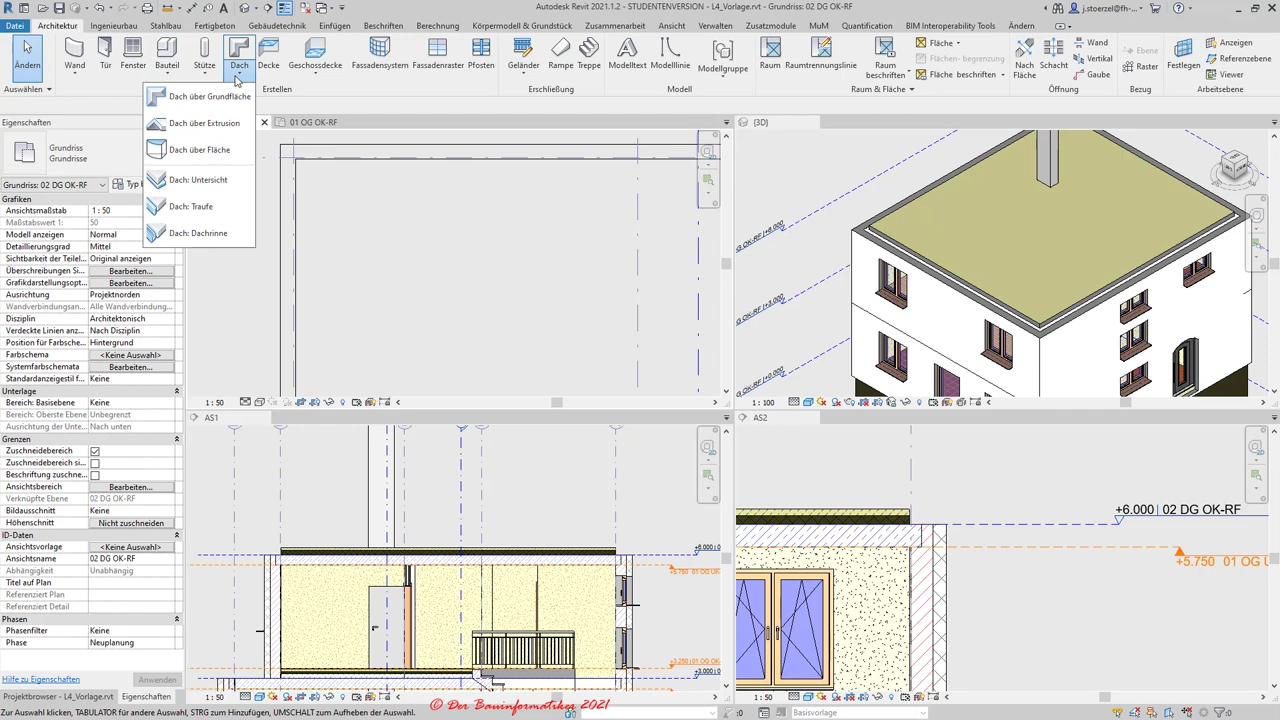 Autodesk Revit 2021.1.2 - STUDENTENVERSION - L4_Vorlage.rvt - Grundriss: 02 DG OK-RF
j.stoerzel@fh-...
Datei Architektur Ingenieurbau Stahlbau Fertigteile Gebäudetechnik Einfügen Beschriften Berechnung Körpermodell & Grundstück Zusammenarbeit Ansicht Verwalten Zusatzmodule MuM Quantification BIM Interoperability Tools Ändern
Ändern Wand Tür Fenster Bauteil Stütze Dach Decke Geschossdecke Fassadensystem Fassadenraster Pfosten Geländer Rampe Treppe Modelltext Modelllinie Modellgruppe Raum Raumtrennungslinie Raum beschriften
Fläche
Flächen- begrenzung
Fläche beschriften
Nach Fläche Schacht
Wand
Vertikal
Gaube
Ebene
Raster
Festlegen
Anzeigen
Referenzebene
Viewer
Auswählen Erstellen Erschließung Modell Raum & Fläche Öffnung Bezug Arbeitsebene
Dach über Grundfläche
Dach über Extrusion
Dach über Fläche
Dach: Untersicht
Dach: Traufe
Dach: Dachrinne
Eigenschaften
Grundriss
Grundrisse
Grundriss: 02 DG OK-RF
Grafiken
Ansichtsmaßstab 1 : 50
Maßstabswert 1: 50
Modell anzeigen Normal
Detaillierungsgrad Mittel
Sichtbarkeit der Teilel... Original anzeigen
Überschreibungen Si... Bearbeiten...
Grafikdarstellungsopt... Bearbeiten...
Ausrichtung Projektnorden
Wandverbindungsan... Alle Wandverbindung...
Disziplin Architektonisch
Verdeckte Linien anz... Nach Disziplin
Position für Farbsche... Hintergrund
Farbschema <Keine Auswahl>
Systemfarbschemata Bearbeiten...
Standardanzeigestil f... Keine
Unterlage
Bereich: Basisebene Keine
Bereich: Oberste Ebene Unbegrenzt
Ausrichtung der Unter... Nach unten
Grenzen
Zuschneidebereich
Zuschneidebereich si...
Beschriftung zuschne...
Ansichtsbereich Bearbeiten...
Verknüpfte Ebene 02 DG OK-RF
Bildausschnitt Keine
Höhenschnitt Nicht zuschneiden
ID-Daten
Ansichtsvorlage <Keine Auswahl>
Ansichtsname 02 DG OK-RF
Abhängigkeit Unabhängig
Titel auf Plan
Referenziert Plan
Referenziert Detail
Phasen
Phasenfilter Keine
Phase Neuplanung
Hilfe zu Eigenschaften Anwenden
Projektbrowser - L4_Vorlage.rvt Eigenschaften
01 OG OK-RF
1 : 50
{3D}
1 : 100
AS1
1 : 50
AS2
+6.000 | 02 DG OK-RF
+5.750 01 OG U
1 : 50
© Der Bauinformatiker 2021
Zur Auswahl klicken, TABULATOR für andere Auswahl, STRG zum Hinzufügen, UMSCHALT zum Aufheben der Auswahl.
Basisvorlage